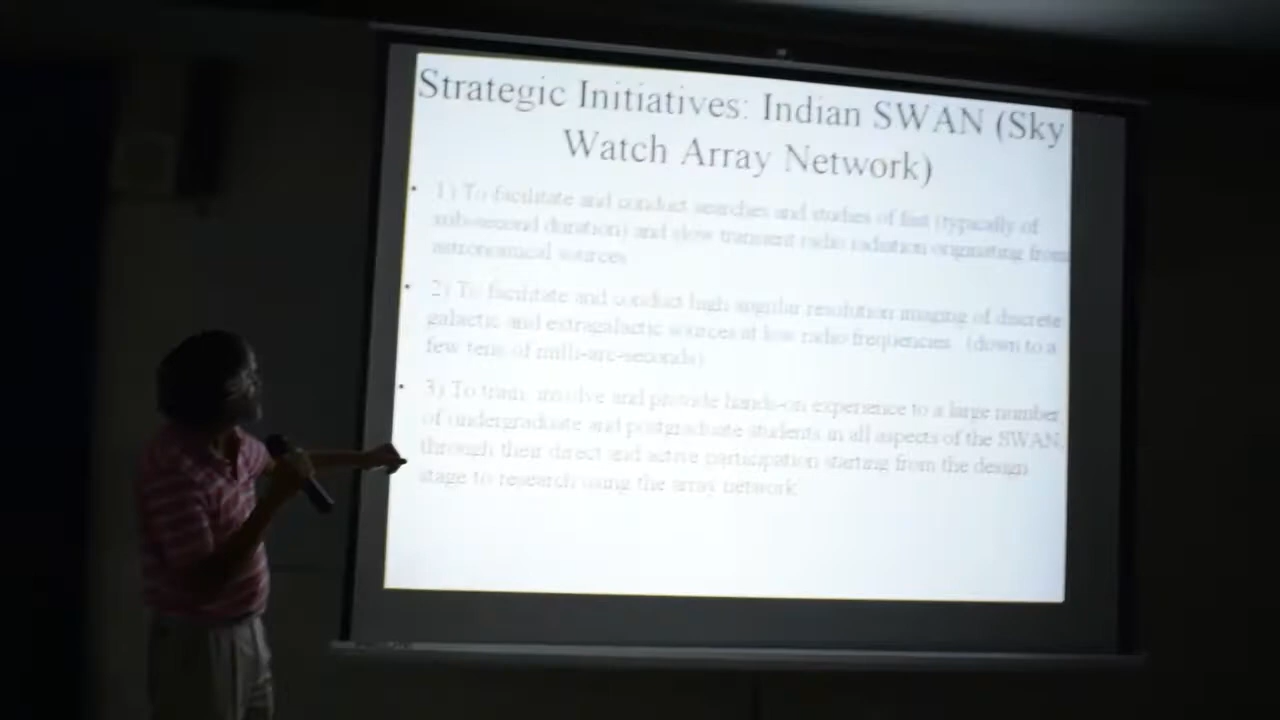 Strategic Initiatives: Indian SWAN (Sky
Watch Array Network)
• 1) To facilitate and conduct searches and studies of fast (typically of
sub-second duration) and slow transient radio radiation originating from
astronomical sources
• 2) To facilitate and conduct high angular resolution imaging of discrete
galactic and extragalactic sources at low radio frequencies (down to a
few tens of milli-arc-seconds)
• 3) To train, involve and provide hands-on experience to a large number
of undergraduate and postgraduate students in all aspects of the SWAN,
through their direct and active participation starting from the design
stage to research using the array network